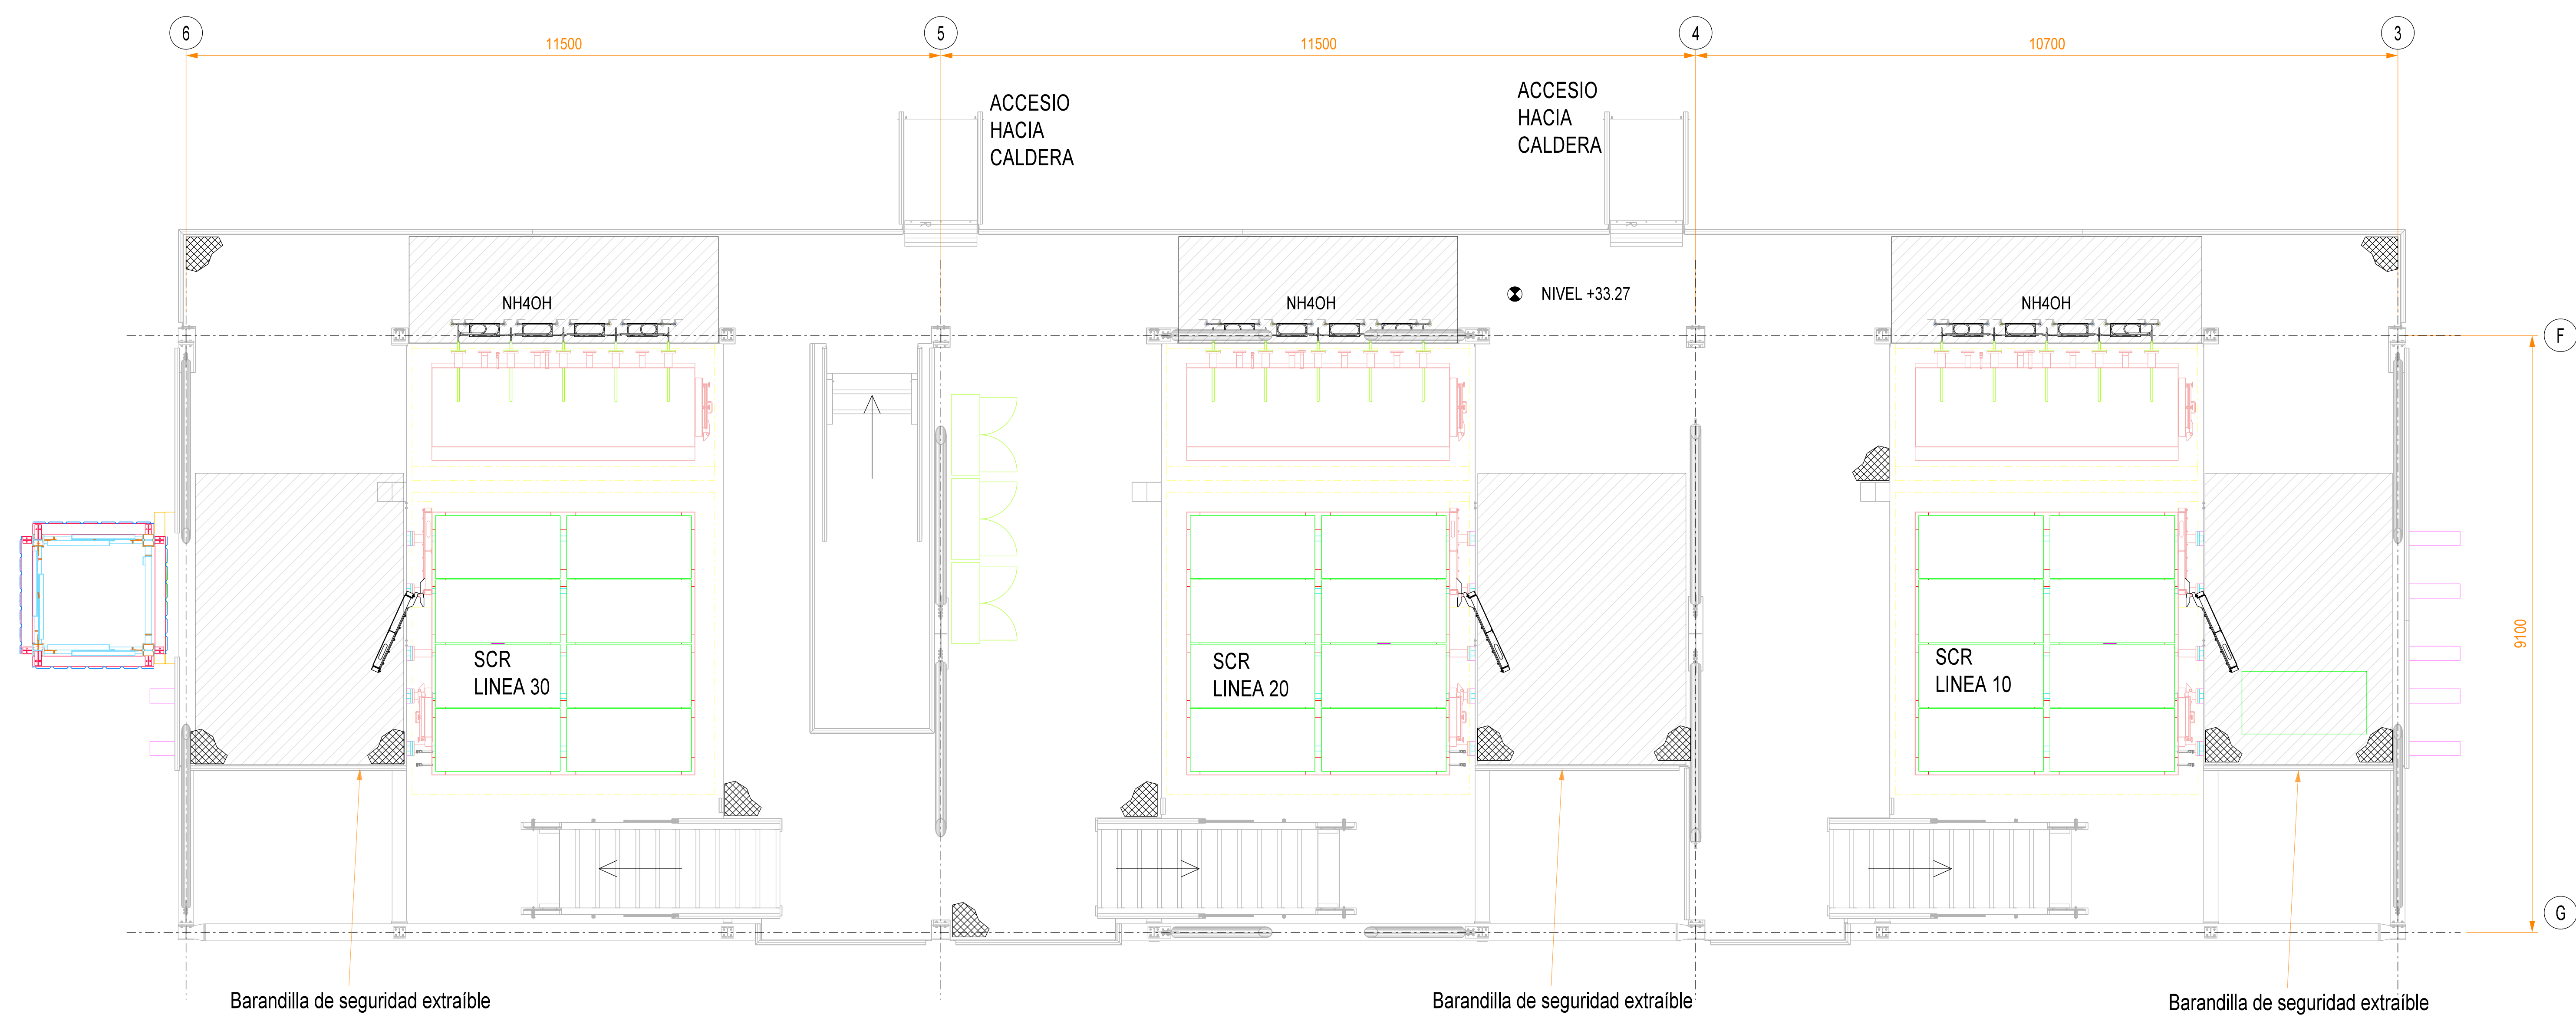 6
5
4
3
11500
11500
10700
ACCESIO
HACIA
CALDERA
ACCESIO
HACIA
CALDERA
NH4OH
NH4OH
NIVEL +33.27
NH4OH
F
9100
SCR
LINEA 30
SCR
LINEA 20
SCR
LINEA 10
G
Barandilla de seguridad extraíble
Barandilla de seguridad extraíble
Barandilla de seguridad extraíble